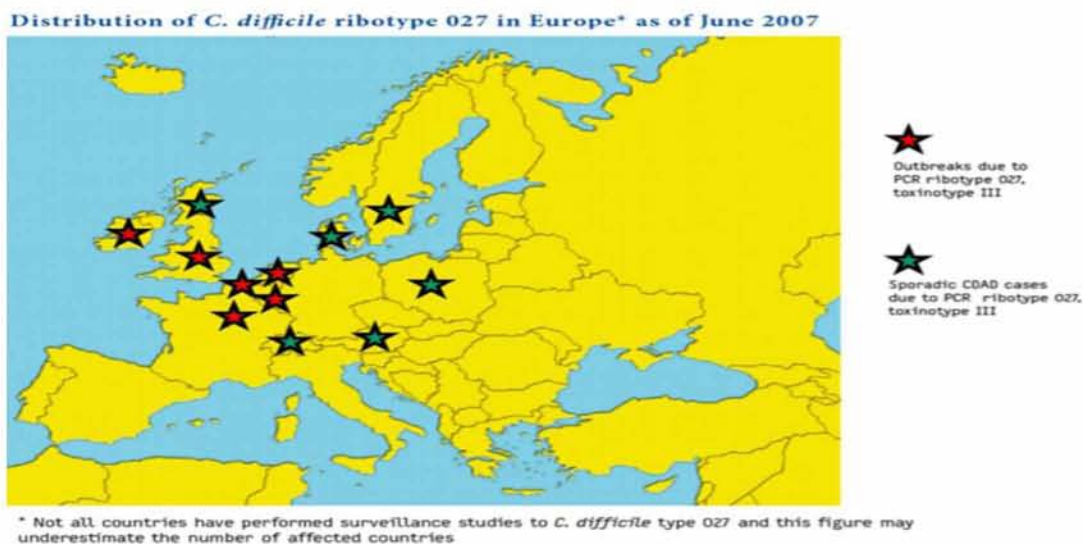 Distribution of C. difficile ribotype 027 in Europe* as of June 2007
Outbreaks due to
PCR ribotype 027,
toxinotype III
Sporadic CDAD cases
due to PCR ribotype 027,
toxinotype III
* Not all countries have performed surveillance studies to C. difficile type 027 and this figure may
underestimate the number of affected countries